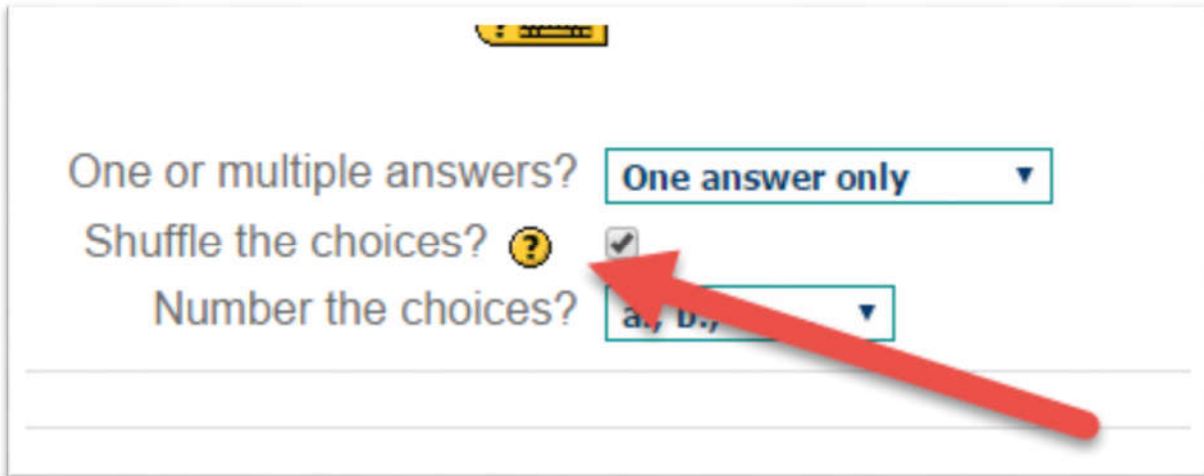 One or multiple answers? One answer only
Shuffle the choices? ?
Number the choices? a., b.,